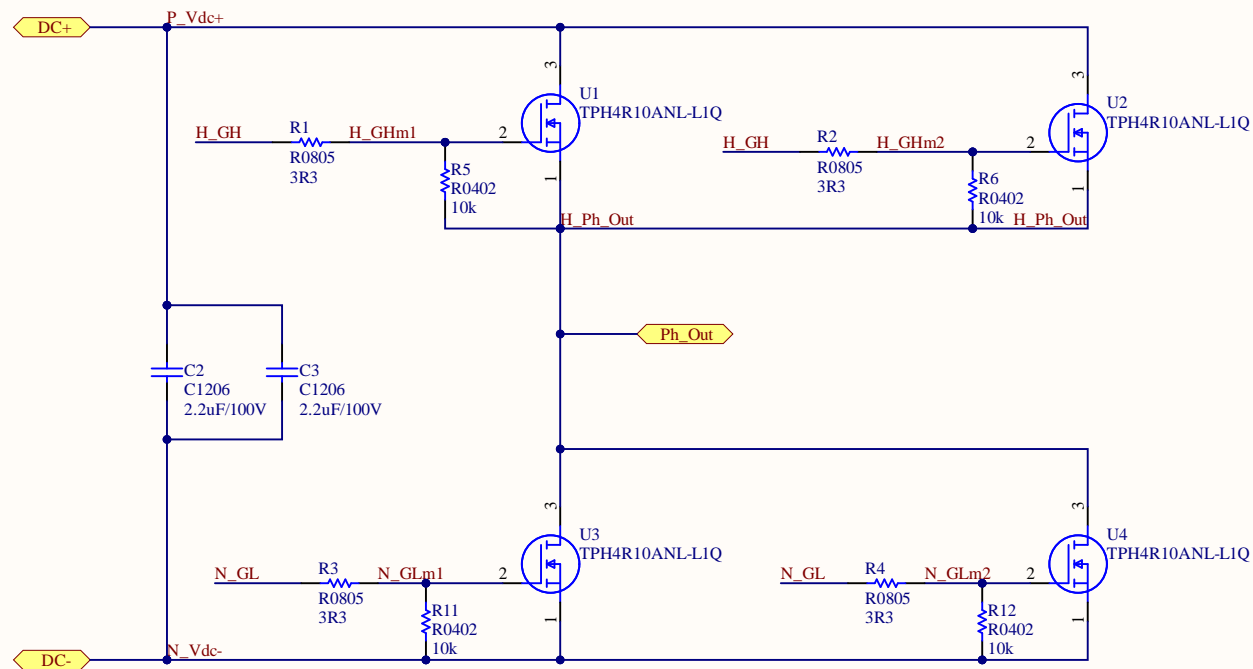 P_Vdc+
DC+
3
3
U1
TPH4R10ANL-L1Q
U2
TPH4R10ANL-L1Q
H_GH
R1
H_GHm1
2
R0805
3R3
H_GH
R2
H_GHm2
2
R0805
3R3
R5
R0402
10k
1
R6
R0402
10k
1
H_Ph_Out
H_Ph_Out
Ph_Out
C2
C1206
2.2uF/100V
C3
C1206
2.2uF/100V
3
3
U3
TPH4R10ANL-L1Q
U4
TPH4R10ANL-L1Q
N_GL
R3
N_GLm1
2
R0805
3R3
N_GL
R4
N_GLm2
2
R0805
3R3
R11
R0402
10k
1
R12
R0402
10k
1
N_Vdc-
DC-